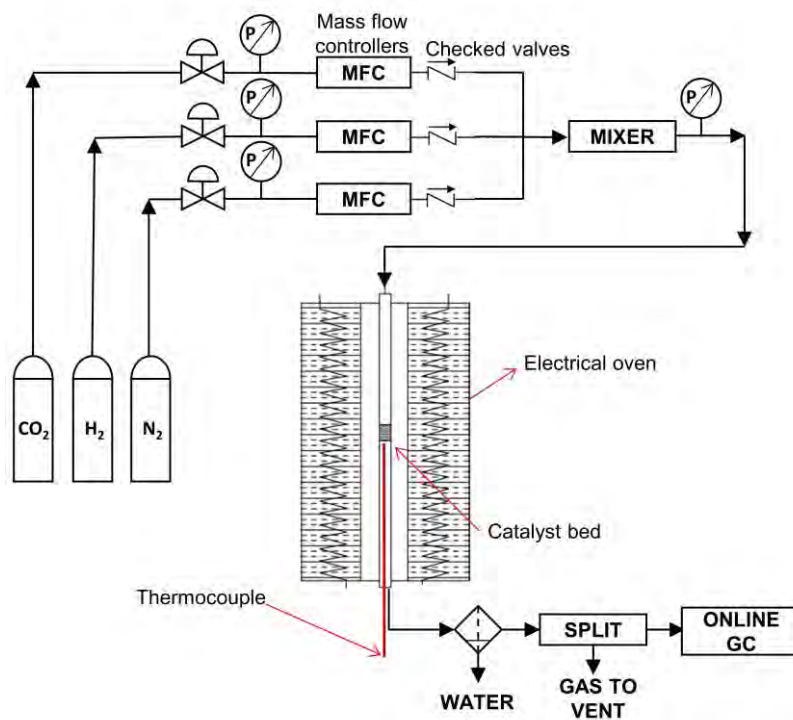 Mass flow
controllers
Checked valves
P
MFC
P
MFC
P
MFC
MIXER
P
CO₂
H₂
N₂
Electrical oven
Catalyst bed
Thermocouple
WATER
SPLIT
GAS TO
VENT
ONLINE
GC